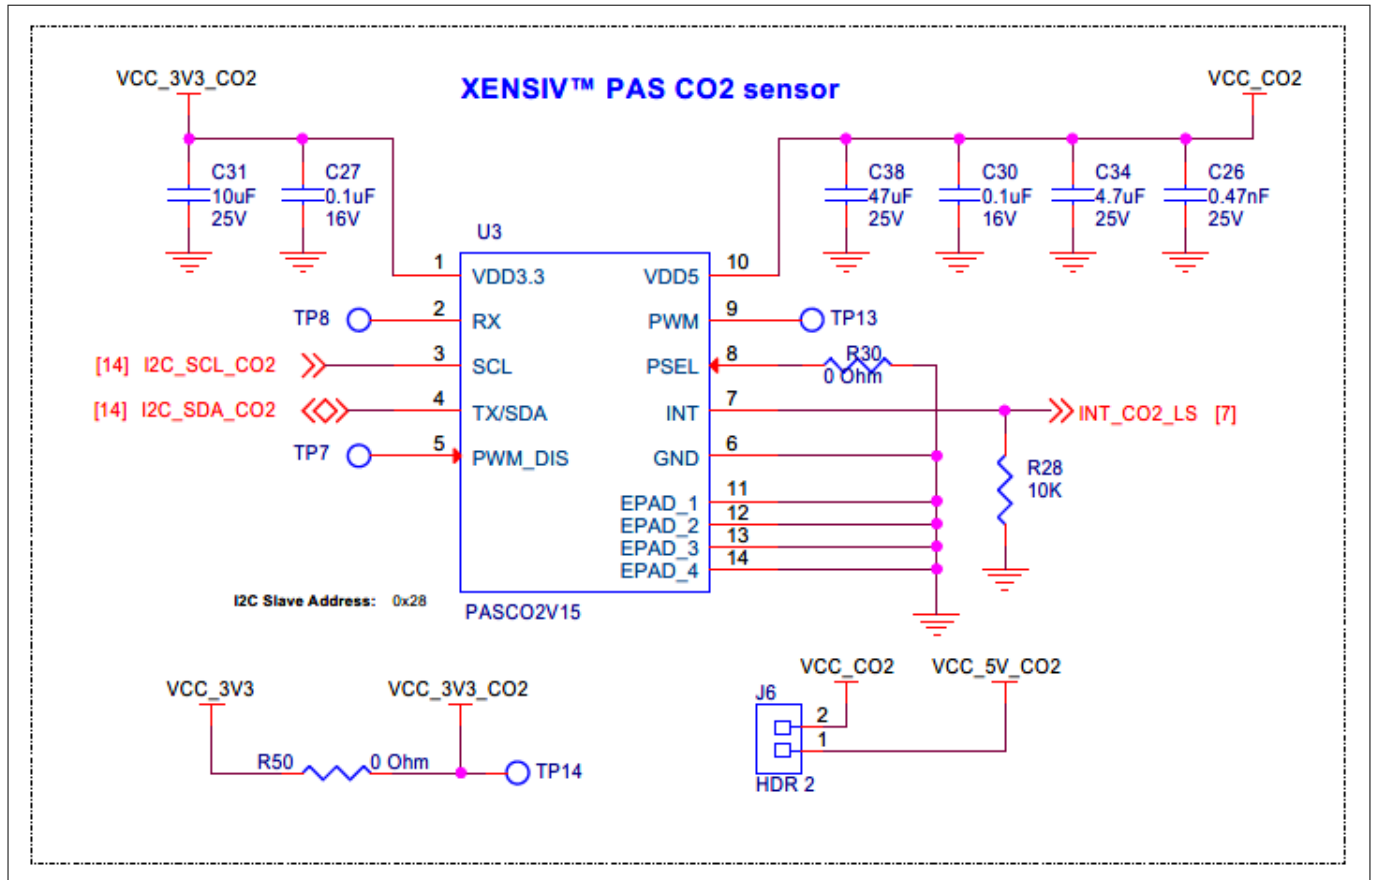 VCC_3V3_CO2
XENSIV™ PAS CO2 sensor
VCC_CO2
C31
10uF
25V
C27
0.1uF
16V
C38
47uF
25V
C30
0.1uF
16V
C34
4.7uF
25V
C26
0.47nF
25V
U3
1
VDD3.3
VDD5
10
TP8
2
RX
PWM
9
TP13
[14] I2C_SCL_CO2
3
SCL
PSEL
8
R30
0 Ohm
[14] I2C_SDA_CO2
4
TX/SDA
INT
7
INT_CO2_LS [7]
TP7
5
PWM_DIS
GND
6
R28
10K
EPAD_1
11
EPAD_2
12
EPAD_3
13
EPAD_4
14
I2C Slave Address: 0x28
PASCO2V15
VCC_3V3
VCC_3V3_CO2
R50
0 Ohm
TP14
VCC_CO2
VCC_5V_CO2
J6
2
1
HDR 2